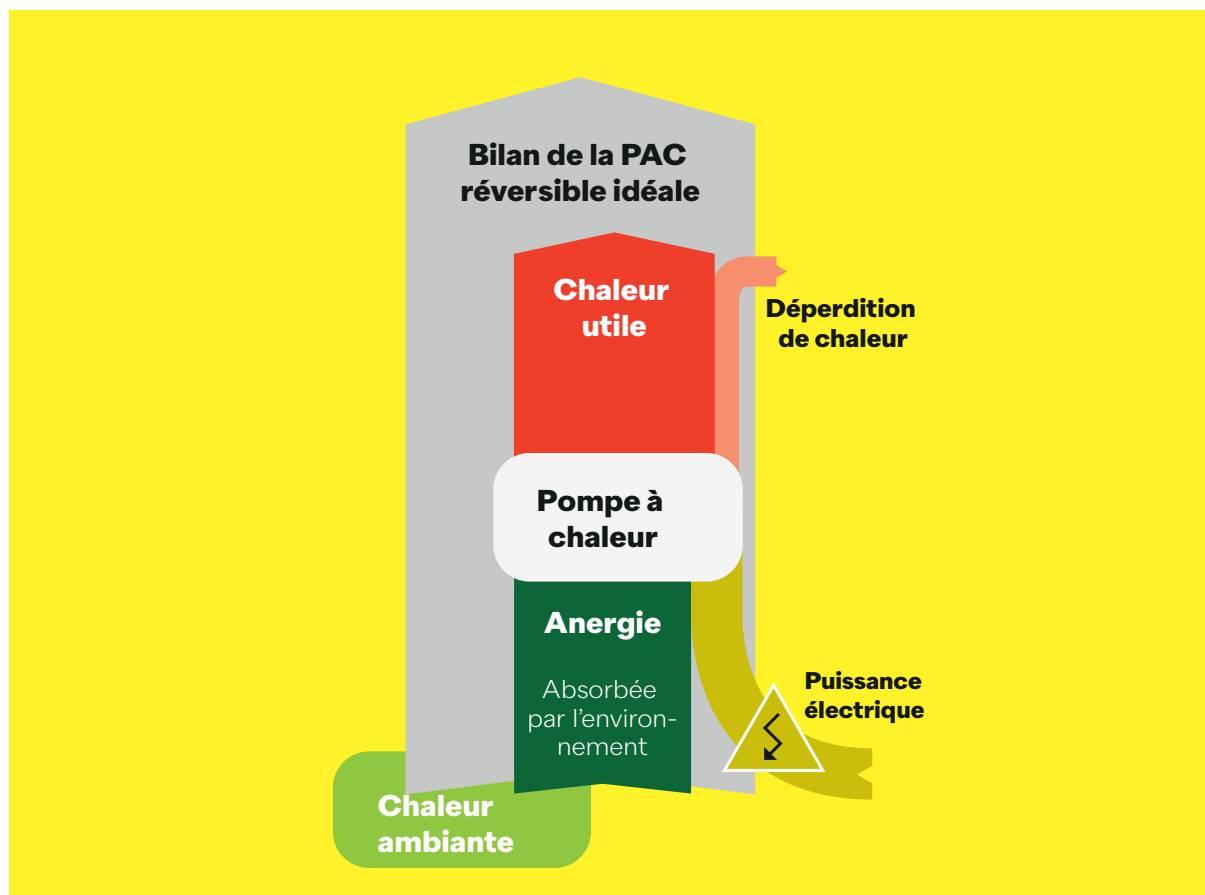 Bilan de la PAC
réversible idéale
Chaleur
utile
Déperdition
de chaleur
Pompe à
chaleur
Anergie
Absorbée
par l’environ-
nement
Puissance
électrique
Chaleur
ambiante